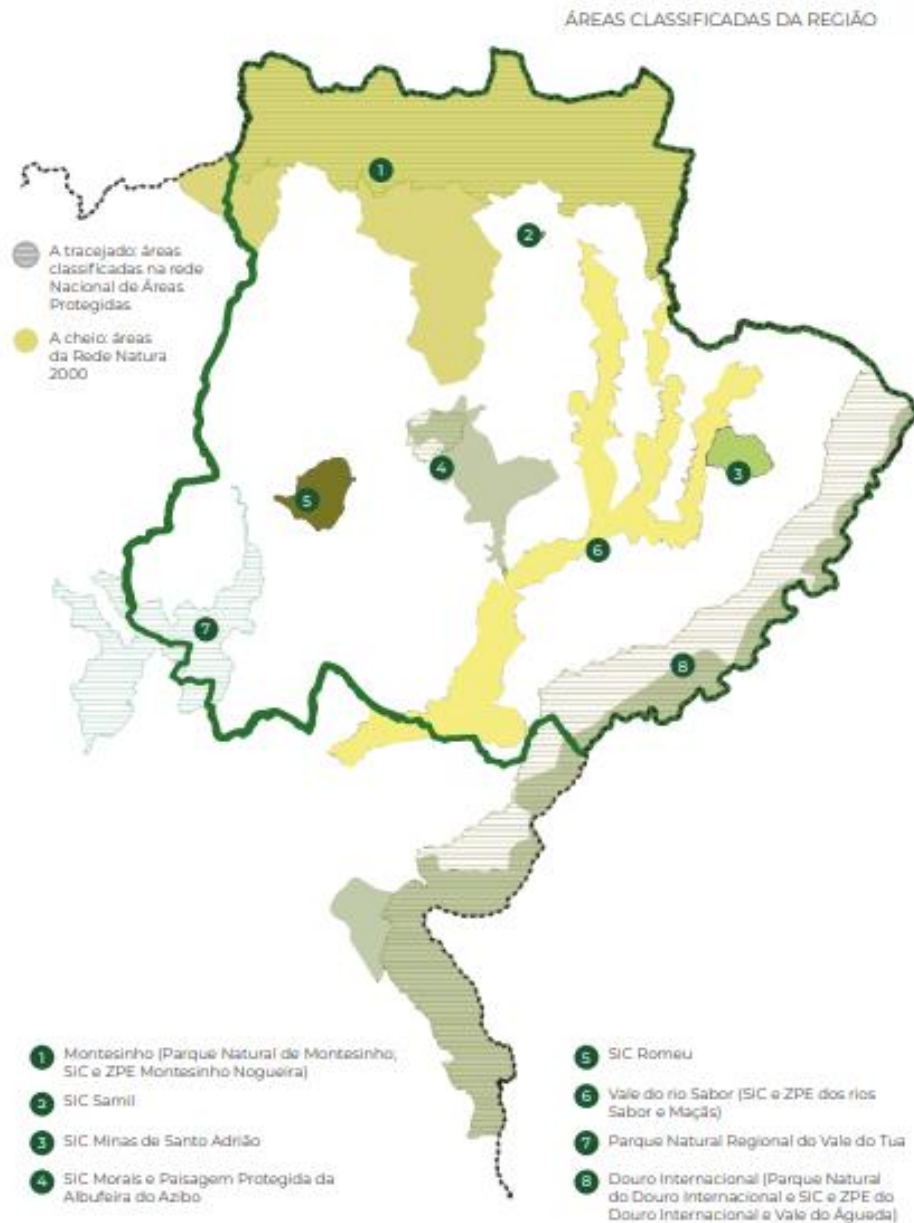 ÁREAS CLASSIFICADAS DA REGIÃO
1
2
A tracejado: áreas
classificadas na rede
Nacional de Áreas
Protegidas
A cheio: áreas
da Rede Natura
2000
4
3
5
6
7
8
1 Montesinho (Parque Natural de Montesinho;
SIC e ZPE Montesinho Nogueira)
2 SIC Samil
3 SIC Minas de Santo Adrião
4 SIC Morais e Paisagem Protegida da
Albufeira do Azibo
5 SIC Romeu
6 Vale do rio Sabor (SIC e ZPE dos rios
Sabor e Maçãs)
7 Parque Natural Regional do Vale do Tua
8 Douro Internacional (Parque Natural
do Douro Internacional e SIC e ZPE do
Douro Internacional e Vale do Águeda)